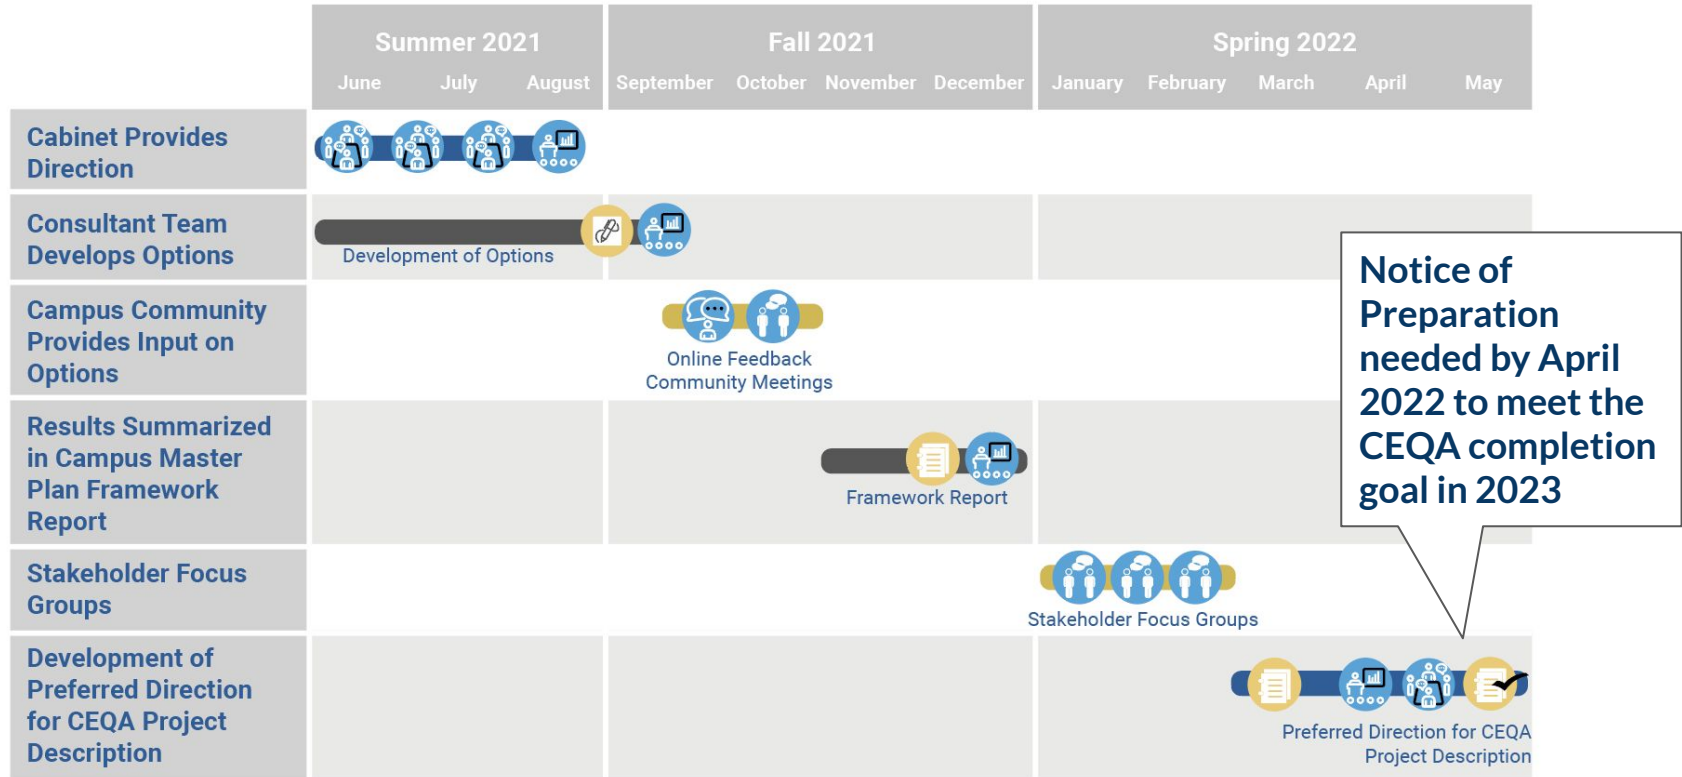 Summer 2021
Fall 2021
Spring 2022
June July August September October November December January February March April May
Cabinet Provides
Direction
Consultant Team
Develops Options
Development of Options
Campus Community
Provides Input on
Options
Online Feedback
Community Meetings
Results Summarized
in Campus Master
Plan Framework
Report
Framework Report
Stakeholder Focus
Groups
Stakeholder Focus Groups
Development of
Preferred Direction
for CEQA Project
Description
Preferred Direction for CEQA
Project Description
Notice of
Preparation
needed by April
2022 to meet the
CEQA completion
goal in 2023